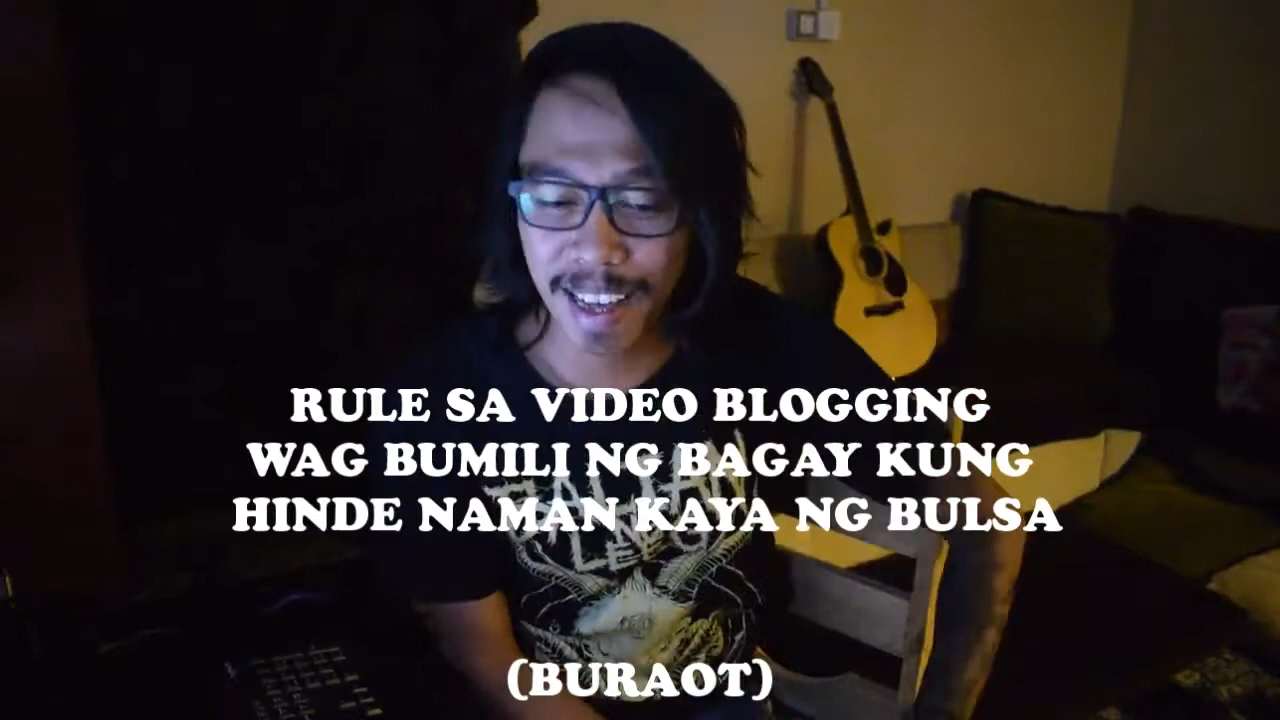 RULE SA VIDEO BLOGGING
WAG BUMILI NG BAGAY KUNG
HINDE NAMAN KAYA NG BULSA
(BURAOT)